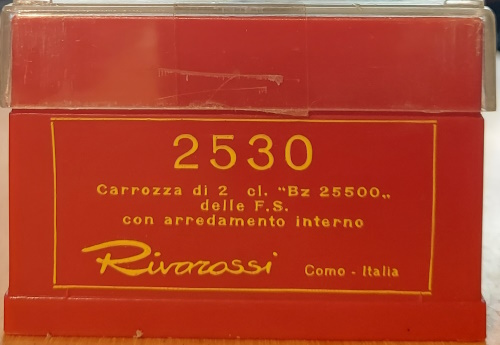 2530
Carrozza di 2 cl. "Bz 25500„
delle F.S.
con arredamento interno
Rivarossi Como - Italia